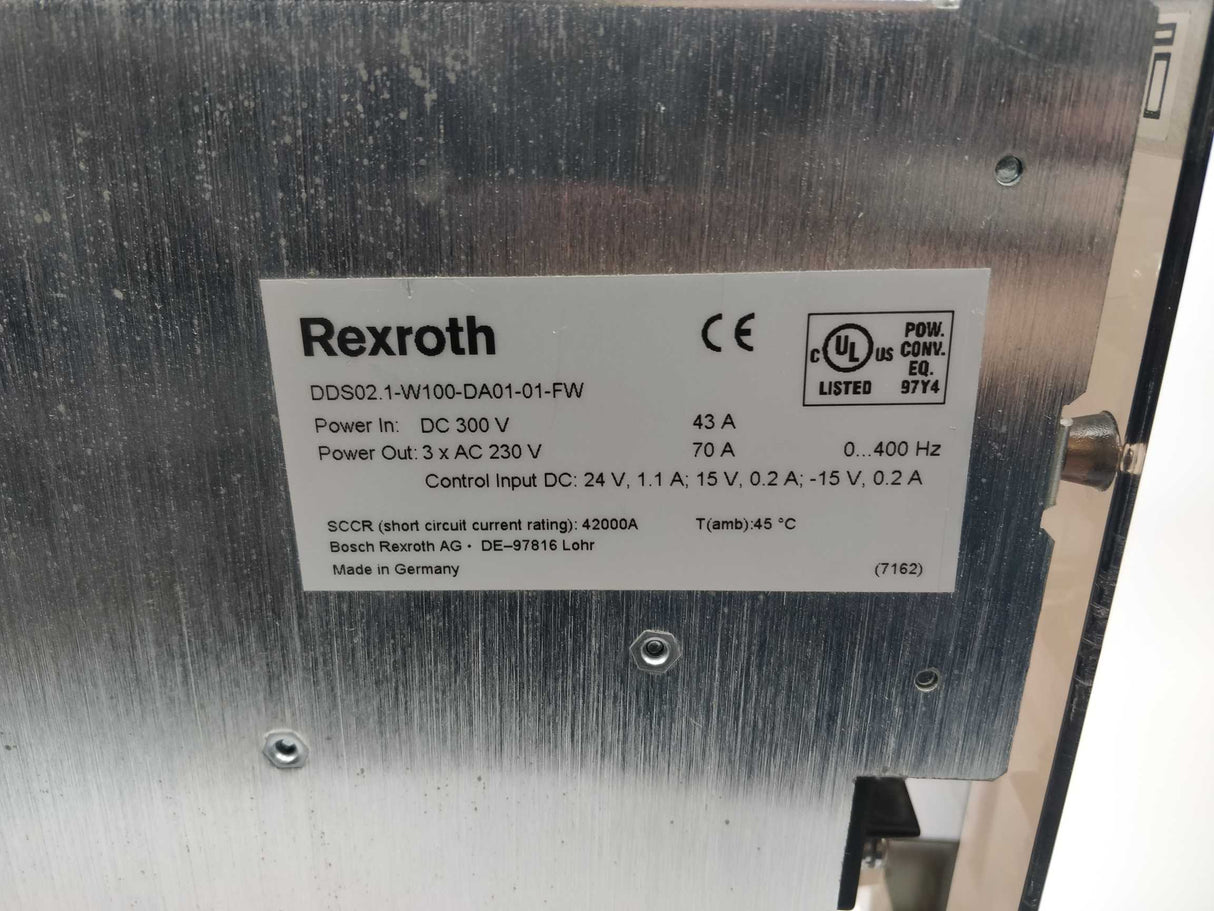 Rexroth
CE
DDS02.1-W100-DA01-01-FW
C UL US
LISTED
POW.
CONV.
EQ.
97Y4
Power In: DC 300 V 43 A
Power Out: 3 x AC 230 V 70 A 0...400 Hz
Control Input DC: 24 V, 1.1 A; 15 V, 0.2 A; -15 V, 0.2 A
SCCR (short circuit current rating): 42000A T(amb):45 °C
Bosch Rexroth AG • DE–97816 Lohr
Made in Germany (7162)